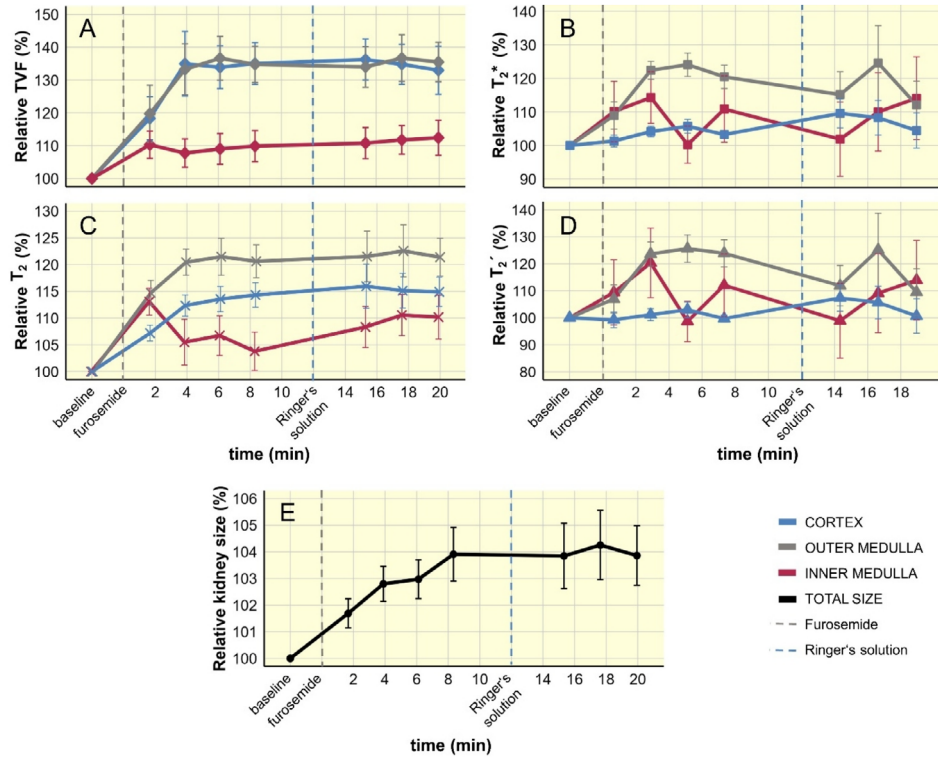 A
Relative TVF (%)
150
140
130
120
110
100
B
Relative T2* (%)
140
130
120
110
100
90
C
Relative T2 (%)
130
125
120
115
110
105
100
baseline
furosemide
2
4
6
8
10
Ringer's
solution
14
16
18
20
time (min)
D
Relative T2' (%)
140
130
120
110
100
90
80
baseline
furosemide
2
4
6
8
10
Ringer's
solution
14
16
18
time (min)
E
Relative kidney size (%)
106
105
104
103
102
101
100
baseline
furosemide
2
4
6
8
10
Ringer's
solution
14
16
18
20
time (min)
CORTEX
OUTER MEDULLA
INNER MEDULLA
TOTAL SIZE
Furosemide
Ringer's solution